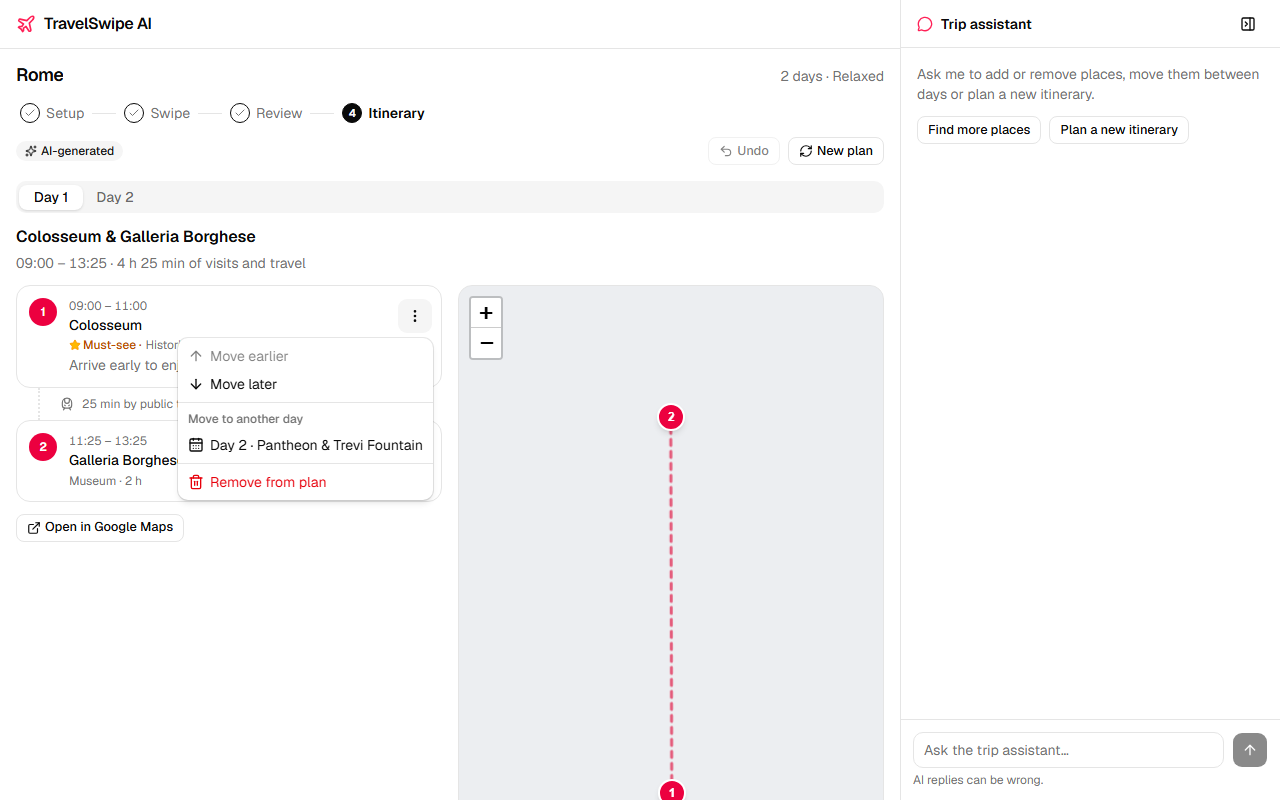 TravelSwipe AI
Rome
2 days · Relaxed
Setup
Swipe
Review
4 Itinerary
AI-generated
Undo
New plan
Day 1
Day 2
Colosseum & Galleria Borghese
09:00 – 13:25 · 4 h 25 min of visits and travel
1
09:00 – 11:00
Colosseum
Must-see ·
Arrive early to
25 min by public
2
11:25 – 13:25
Museum · 2 h
Move earlier
Move later
Move to another day
Day 2 · Pantheon & Trevi Fountain
Remove from plan
Open in Google Maps
+
−
2
1
Trip assistant
Ask me to add or remove places, move them between
days or plan a new itinerary.
Find more places
Plan a new itinerary
Ask the trip assistant…
AI replies can be wrong.